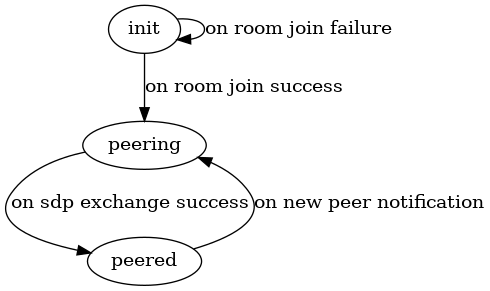 init
on room join failure
on room join success
peering
on sdp exchange success
on new peer notification
peered